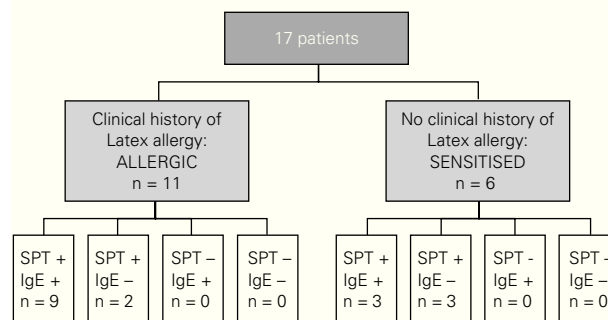 17 patients
Clinical history of
Latex allergy:
ALLERGIC
n = 11
No clinical history of
Latex allergy:
SENSITISED
n = 6
SPT +
IgE +
n = 9
SPT +
IgE –
n = 2
SPT –
IgE +
n = 0
SPT –
IgE –
n = 0
SPT +
IgE +
n = 3
SPT +
IgE –
n = 3
SPT -
IgE +
n = 0
SPT -
IgE –
n = 0